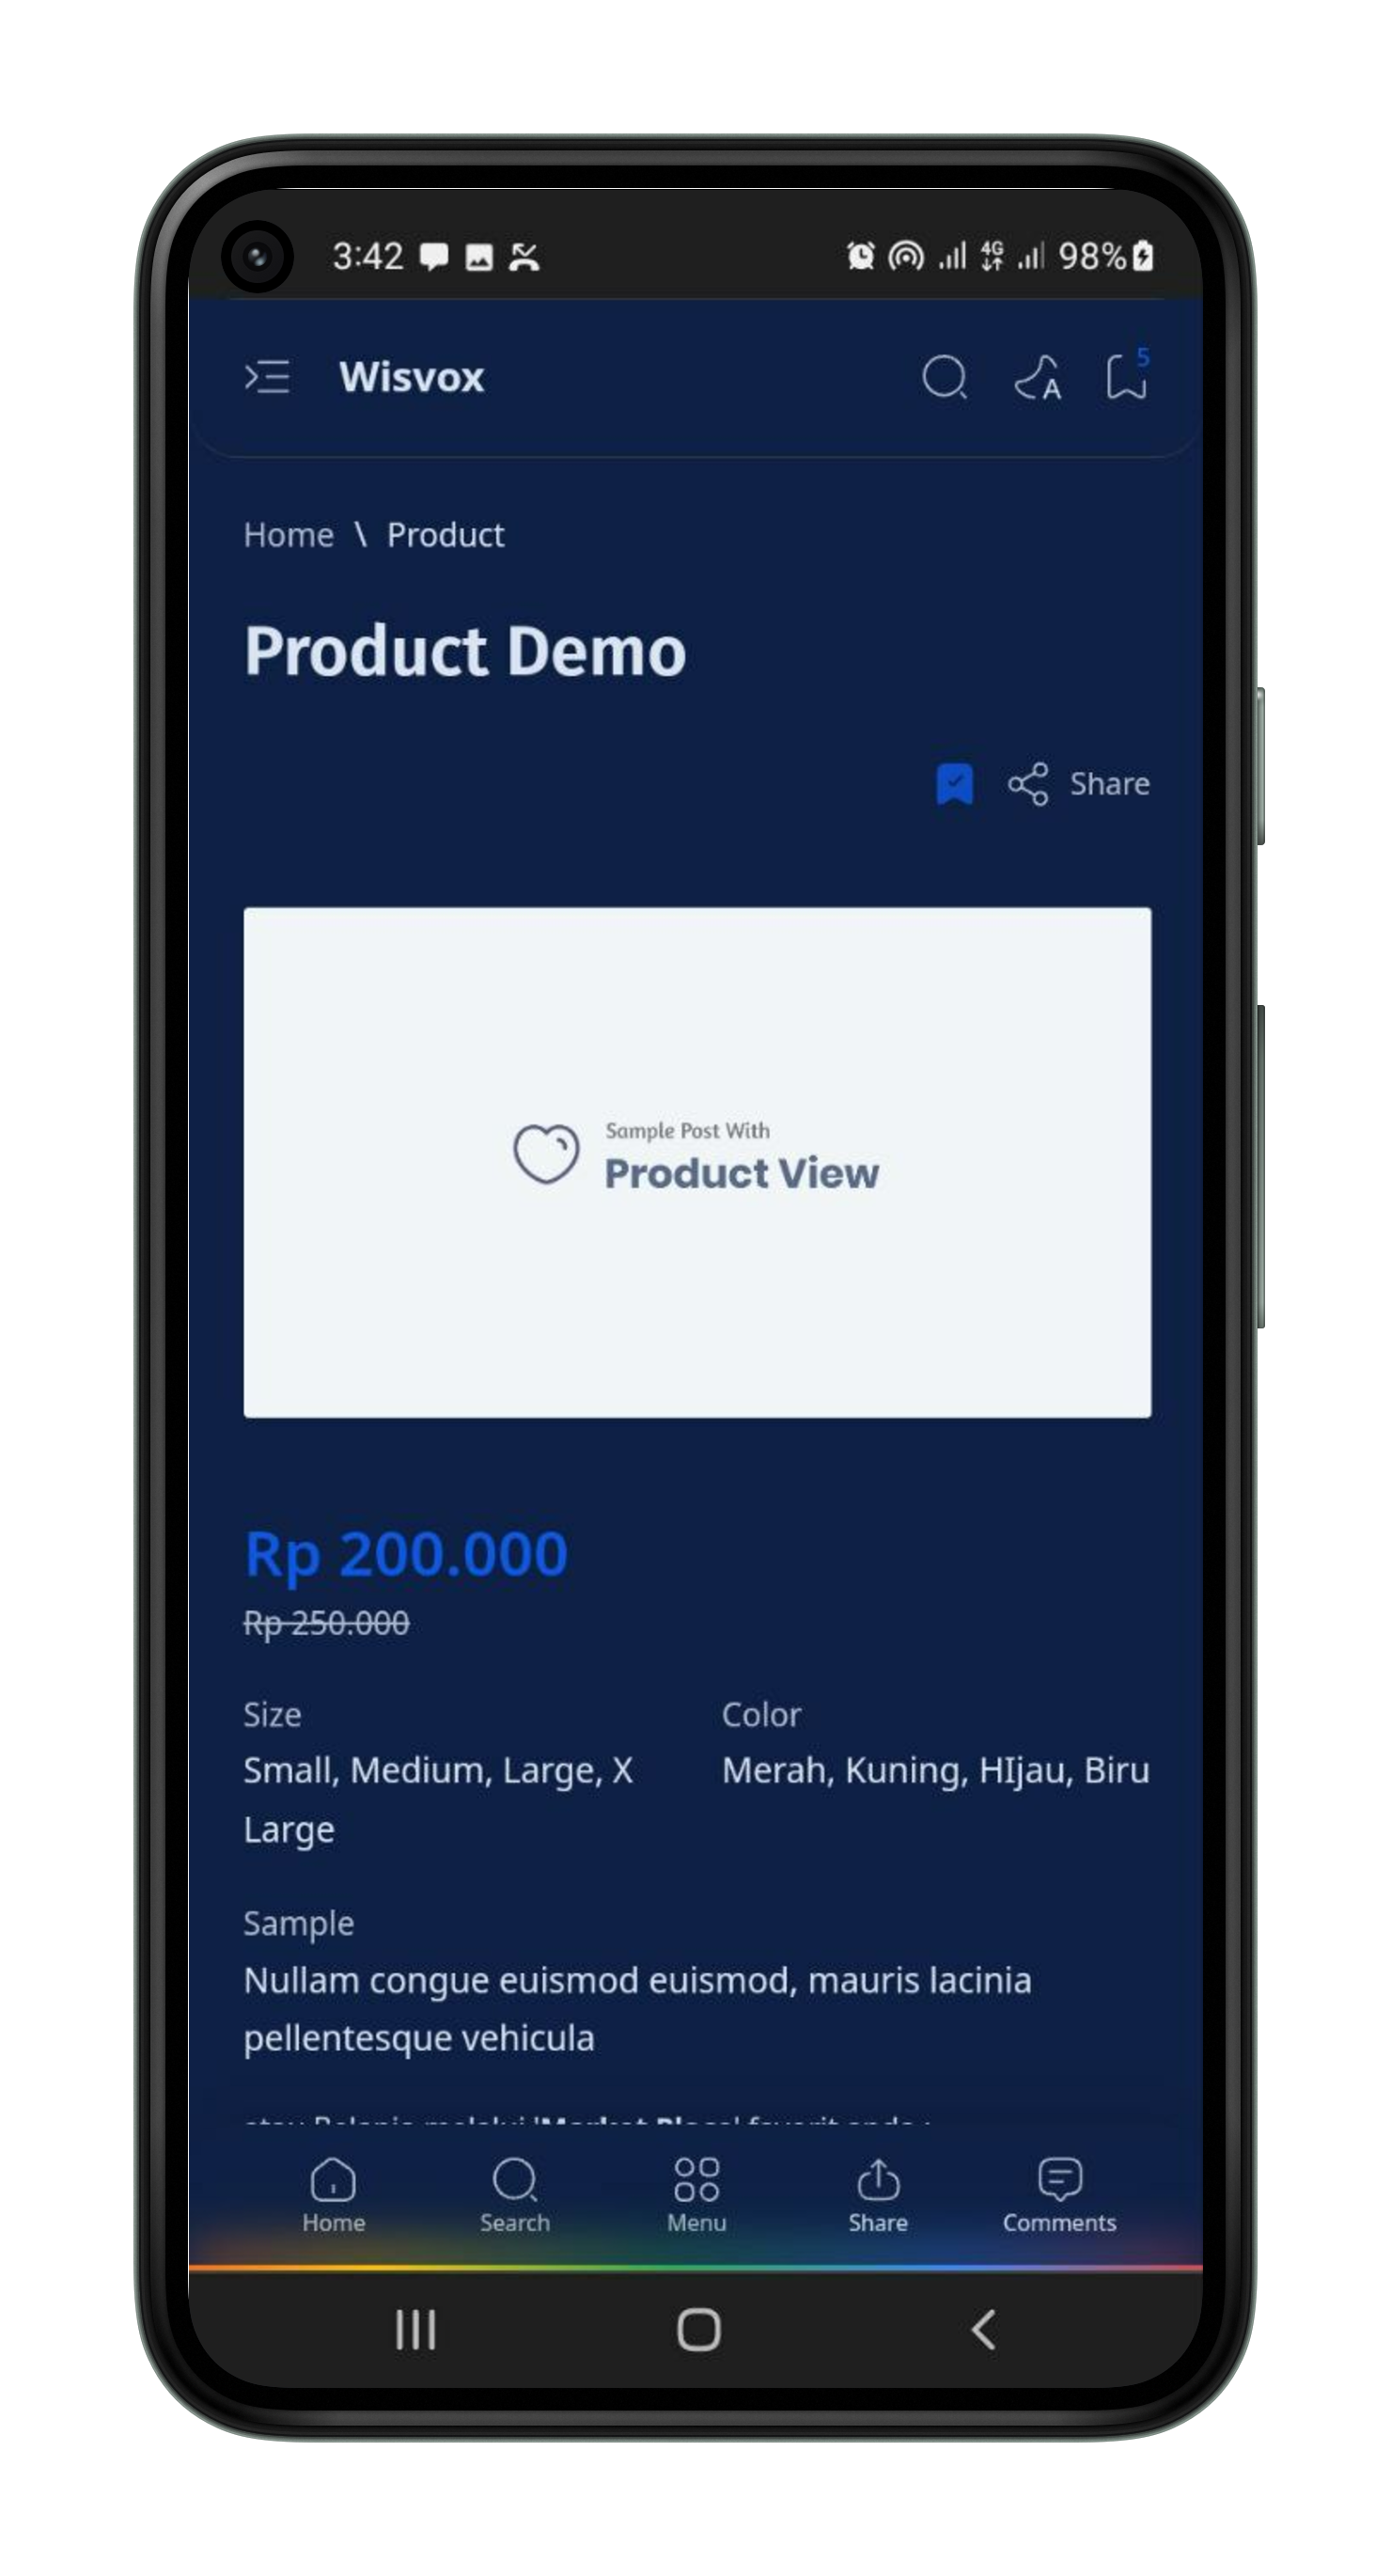 3:42 4G 98%
Wisvox A 5
Home \ Product
Product Demo
Share
Sample Post With
Product View
Rp 200.000
Rp 250.000
Size Color
Small, Medium, Large, X Merah, Kuning, HIjau, Biru
Large
Sample
Nullam congue euismod euismod, mauris lacinia
pellentesque vehicula
Home Search Menu Share Comments